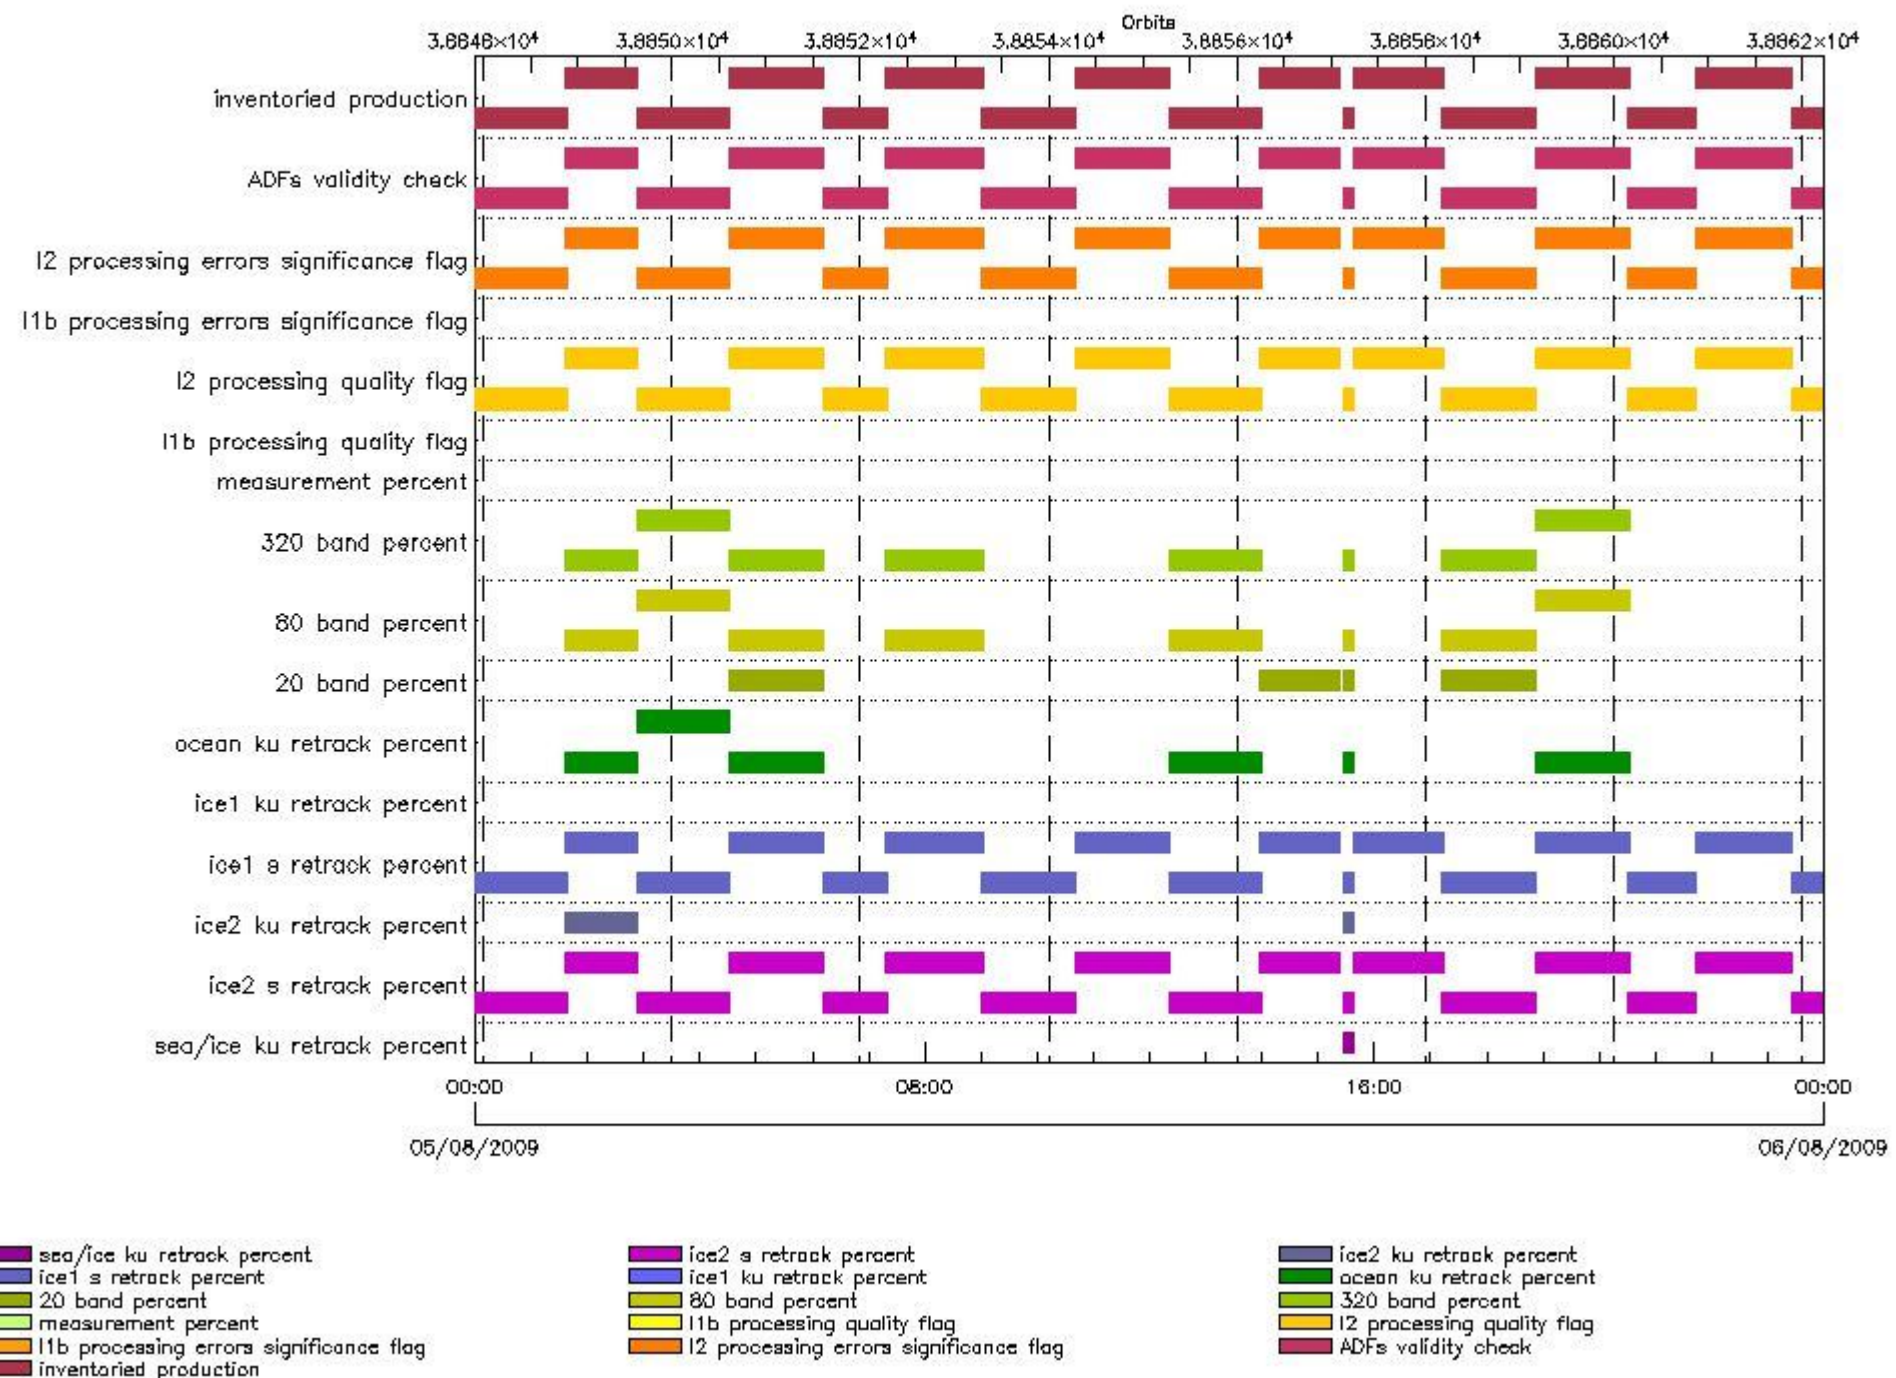 Orbits
3.8848×10⁴ 3.8850×10⁴ 3.8852×10⁴ 3.8854×10⁴ 3.8856×10⁴ 3.8858×10⁴ 3.8860×10⁴ 3.8862×10⁴
inventoried production
ADFs validity check
l2 processing errors significance flag
l1b processing errors significance flag
l2 processing quality flag
l1b processing quality flag
measurement percent
320 band percent
80 band percent
20 band percent
ocean ku retrack percent
ice1 ku retrack percent
ice1 s retrack percent
ice2 ku retrack percent
ice2 s retrack percent
sea/ice ku retrack percent
00:00 08:00 16:00 00:00
05/08/2009 06/08/2009
sea/ice ku retrack percent ice2 s retrack percent ice2 ku retrack percent
ice1 s retrack percent ice1 ku retrack percent ocean ku retrack percent
20 band percent 80 band percent 320 band percent
measurement percent l1b processing quality flag l2 processing quality flag
l1b processing errors significance flag l2 processing errors significance flag ADFs validity check
inventoried production